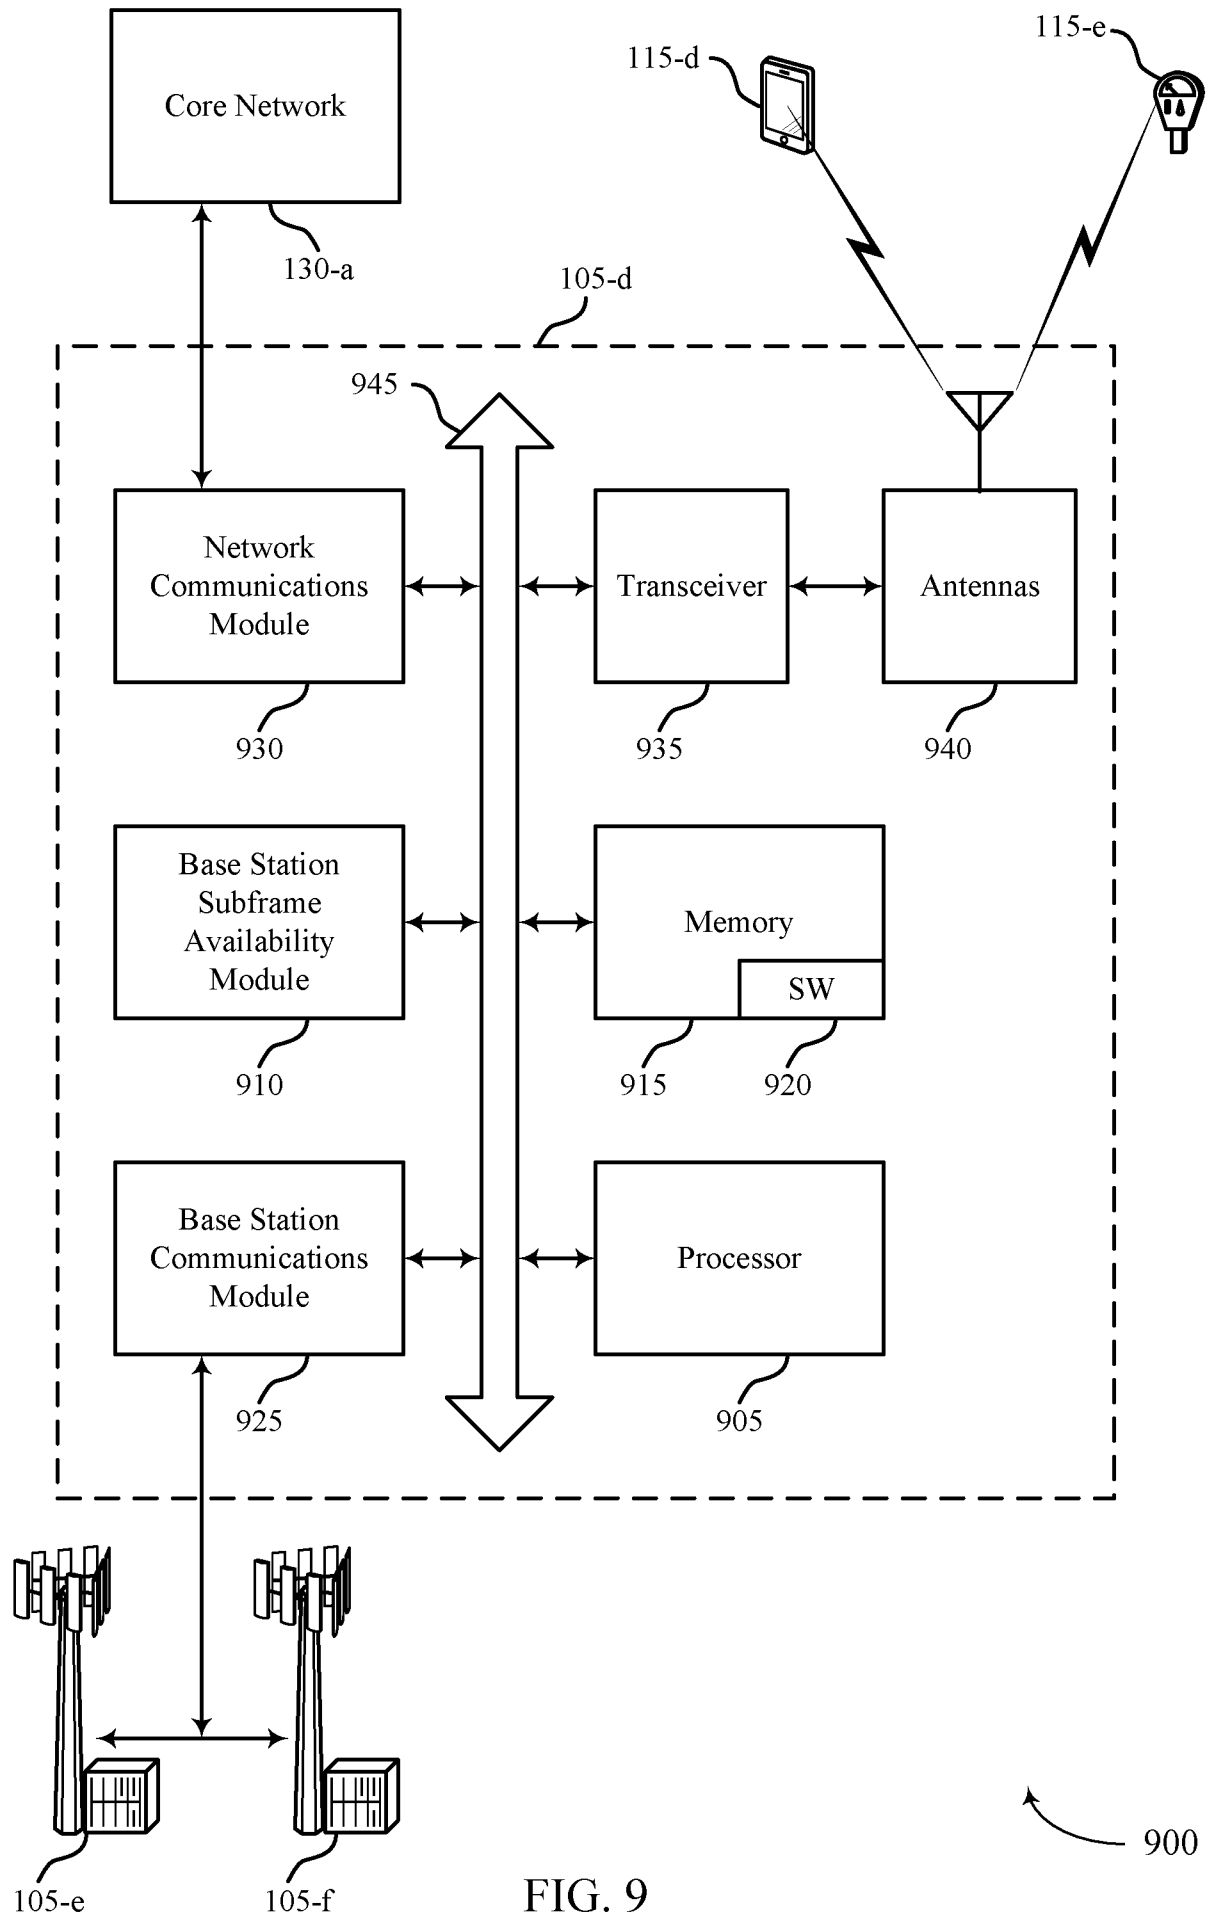 115-e
115-d
Core Network
130-a
105-d
945
Network
Communications
Module
Transceiver
Antennas
930
935
940
Base Station
Subframe
Availability
Module
Memory
SW
910
915
920
Base Station
Communications
Module
Processor
925
905
900
105-e
105-f
FIG. 9